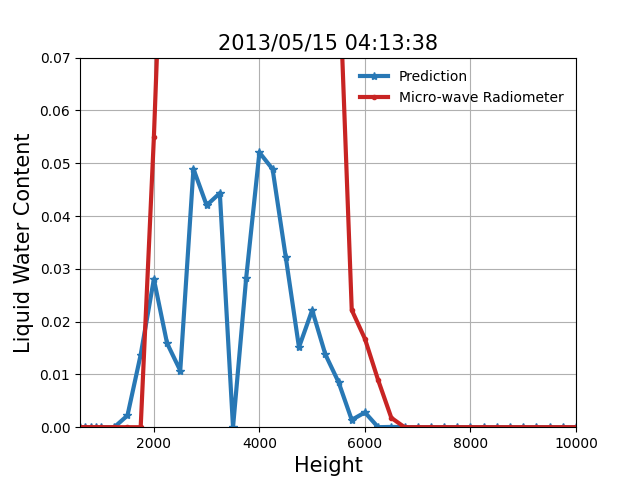 2013/05/15 04:13:38
Liquid Water Content
0.07
0.06
0.05
0.04
0.03
0.02
0.01
0.00
Prediction
Micro-wave Radiometer
2000 4000 6000 8000 10000
Height